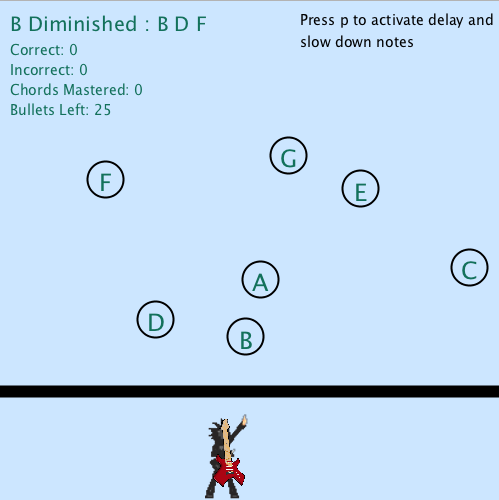 B Diminished : B D F
Press p to activate delay and
slow down notes
Correct: 0
Incorrect: 0
Chords Mastered: 0
Bullets Left: 25
G
F
E
C
A
D
B